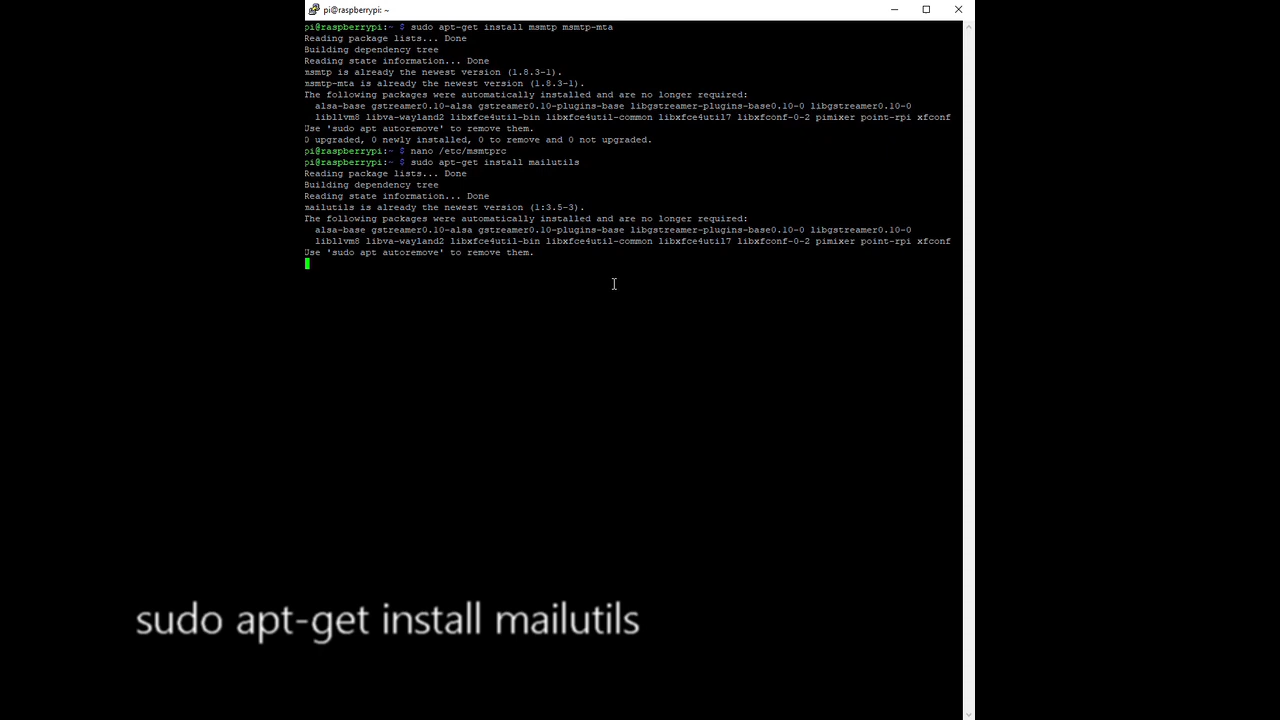 pi@raspberrypi: ~
pi@raspberrypi:~ $ sudo apt-get install msmtp msmtp-mta
Reading package lists... Done
Building dependency tree
Reading state information... Done
msmtp is already the newest version (1.8.3-1).
msmtp-mta is already the newest version (1.8.3-1).
The following packages were automatically installed and are no longer required:
  alsa-base gstreamer0.10-alsa gstreamer0.10-plugins-base libgstreamer-plugins-base0.10-0 libgstreamer0.10-0
  libllvm8 libva-wayland2 libxfce4util-bin libxfce4util-common libxfce4util7 libxfconf-0-2 pimixer point-rpi xfconf
Use 'sudo apt autoremove' to remove them.
0 upgraded, 0 newly installed, 0 to remove and 0 not upgraded.
pi@raspberrypi:~ $ nano /etc/msmtprc
pi@raspberrypi:~ $ sudo apt-get install mailutils
Reading package lists... Done
Building dependency tree
Reading state information... Done
mailutils is already the newest version (1:3.5-3).
The following packages were automatically installed and are no longer required:
  alsa-base gstreamer0.10-alsa gstreamer0.10-plugins-base libgstreamer-plugins-base0.10-0 libgstreamer0.10-0
  libllvm8 libva-wayland2 libxfce4util-bin libxfce4util-common libxfce4util7 libxfconf-0-2 pimixer point-rpi xfconf
Use 'sudo apt autoremove' to remove them.
sudo apt-get install mailutils